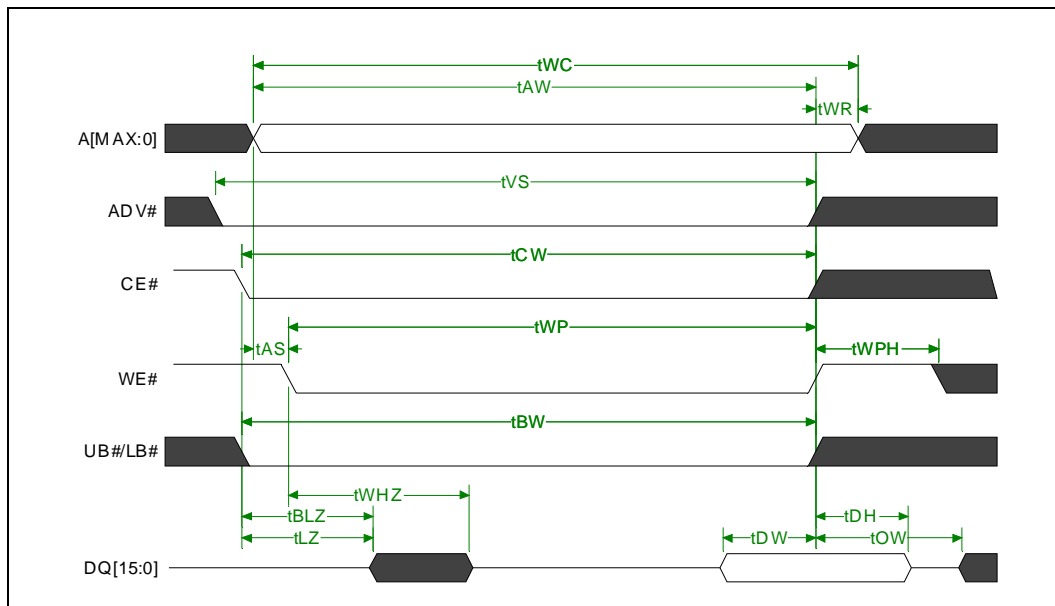 tWC
tAW
tWR
A[MAX:0]
tVS
ADV#
tCW
CE#
tWP
tAS
tWPH
WE#
tBW
UB#/LB#
tWHZ
tBLZ
tDH
tLZ
tDW
tOW
DQ[15:0]